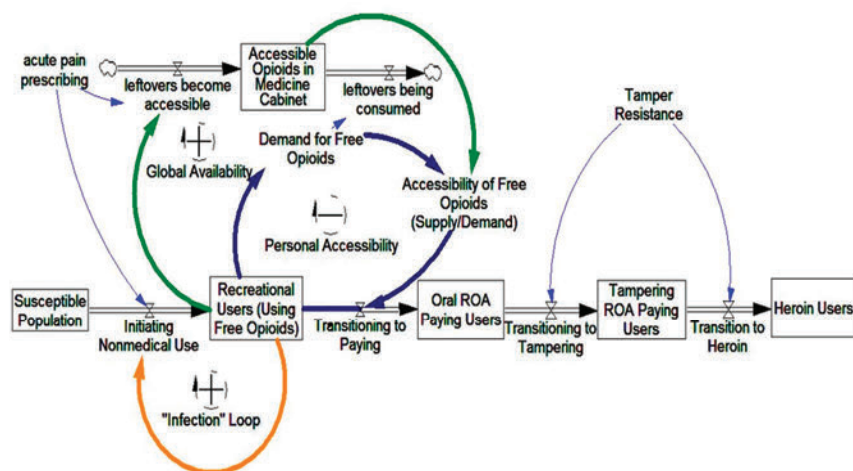 acute pain
prescribing
leftovers become
accessible
Accessible
Opioids in
Medicine
Cabinet
leftovers being
consumed
Tamper
Resistance
Demand for Free
Opioids
Global Availability
Accessibility of Free
Opioids
(Supply/Demand)
Personal Accessibility
Susceptible
Population
Initiating
Nonmedical Use
Recreational
Users (Using
Free Opioids)
Transitioning to
Paying
Oral ROA
Paying Users
Transitioning to
Tampering
Tampering
ROA Paying
Users
Transition to
Heroin
Heroin Users
"Infection" Loop